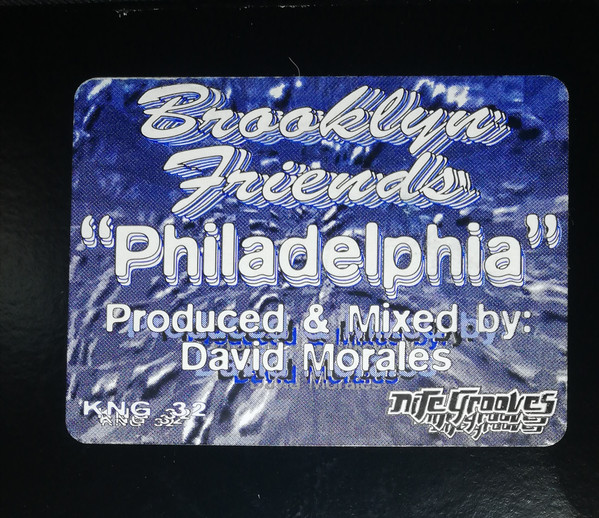 Brooklyn
Friends
“Philadelphia”
Produced & Mixed by:
David Morales
KNG 32
NiTe GrooVes